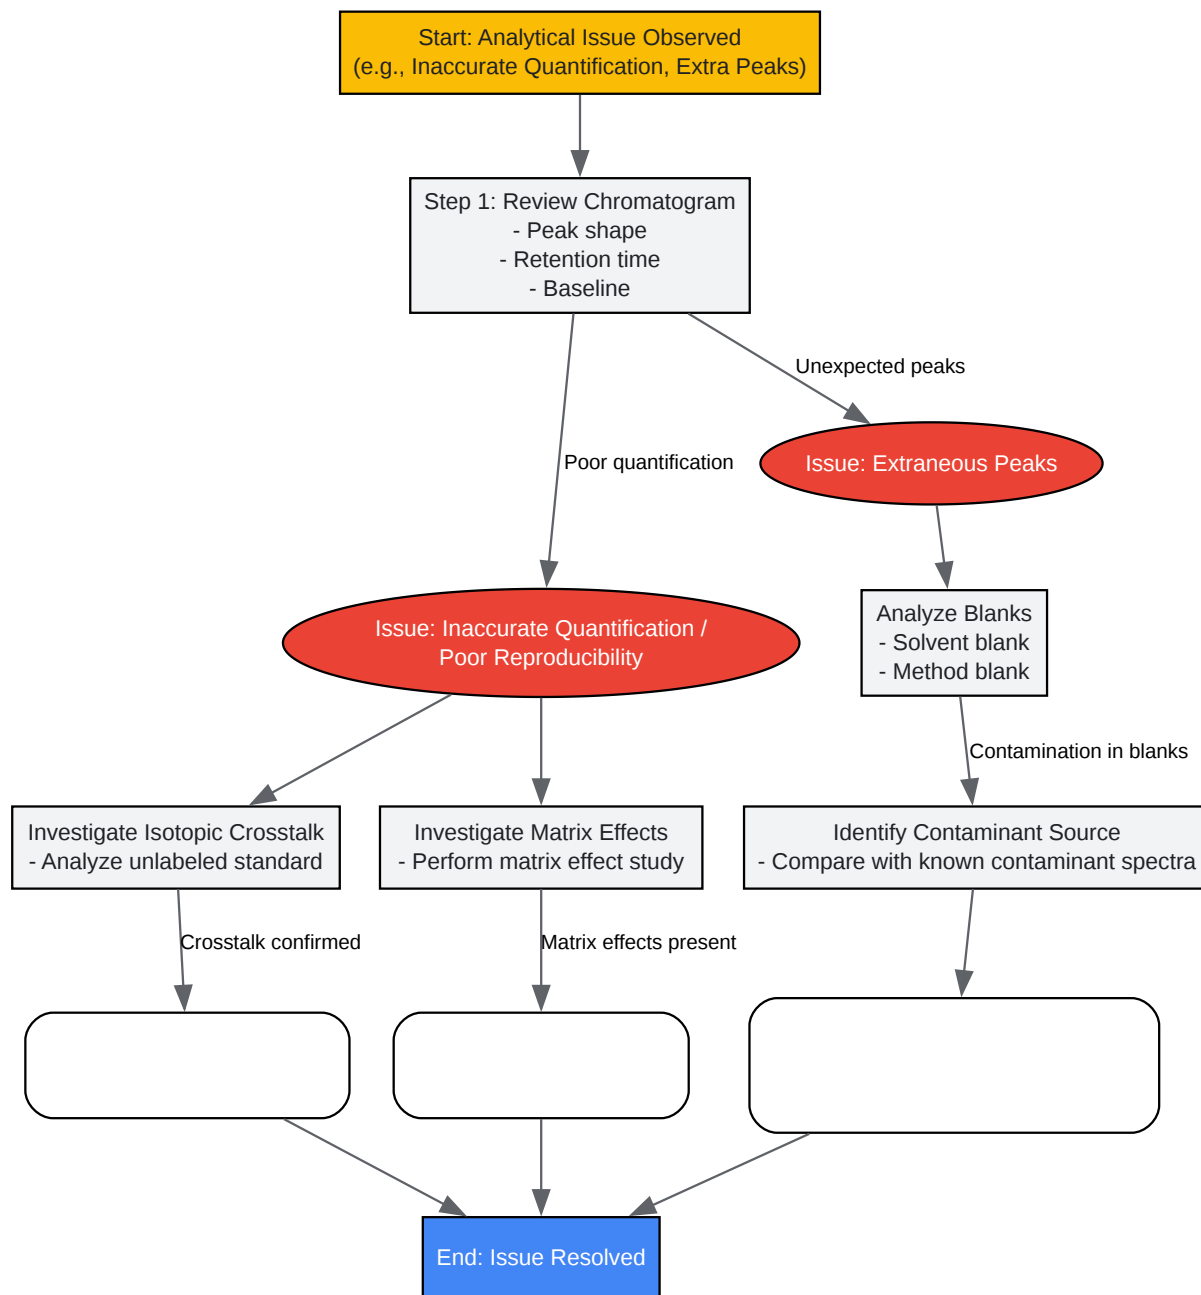 Start: Analytical Issue Observed
(e.g., Inaccurate Quantification, Extra Peaks)
Step 1: Review Chromatogram
- Peak shape
- Retention time
- Baseline
Unexpected peaks
Poor quantification
Issue: Extraneous Peaks
Issue: Inaccurate Quantification /
Poor Reproducibility
Analyze Blanks
- Solvent blank
- Method blank
Contamination in blanks
Investigate Isotopic Crosstalk
- Analyze unlabeled standard
Investigate Matrix Effects
- Perform matrix effect study
Identify Contaminant Source
- Compare with known contaminant spectra
Crosstalk confirmed
Matrix effects present
End: Issue Resolved